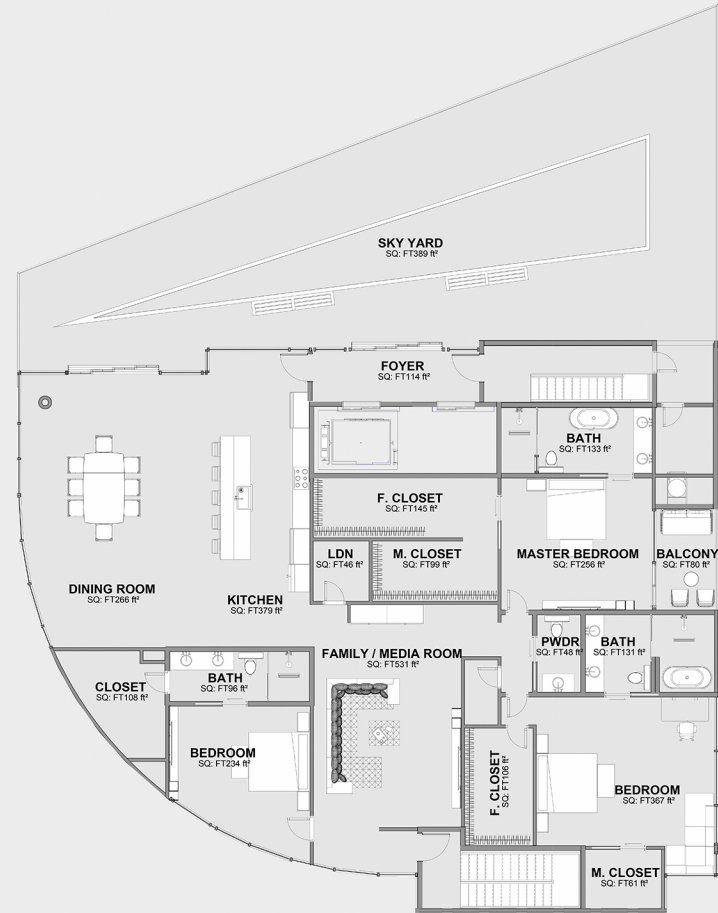 SKY YARD
SQ: FT389 ft²
FOYER
SQ: FT114 ft²
BATH
SQ: FT133 ft²
F. CLOSET
SQ: FT145 ft²
LDN
SQ: FT46 ft²
M. CLOSET
SQ: FT99 ft²
MASTER BEDROOM
SQ: FT256 ft²
BALCONY
SQ: FT80 ft²
DINING ROOM
SQ: FT266 ft²
KITCHEN
SQ: FT379 ft²
FAMILY / MEDIA ROOM
SQ: FT531 ft²
PWDR
SQ: FT48 ft²
BATH
SQ: FT131 ft²
CLOSET
SQ: FT108 ft²
BATH
SQ: FT96 ft²
BEDROOM
SQ: FT234 ft²
F. CLOSET
SQ: FT106 ft²
BEDROOM
SQ: FT367 ft²
M. CLOSET
SQ: FT61 ft²